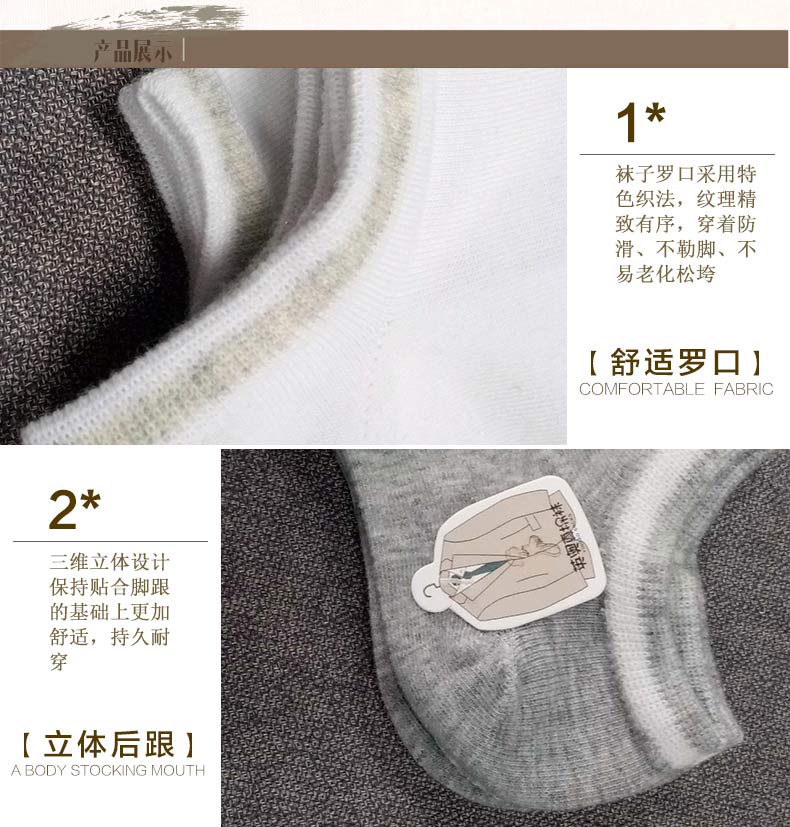 产品展示
1*
袜子罗口采用特
色织法，纹理精
致有序，穿着防
滑、不勒脚、不
易老化松垮
【舒适罗口】
COMFORTABLE FABRIC
2*
三维立体设计
保持贴合脚跟
的基础上更加
舒适，持久耐
穿
【立体后跟】
A BODY STOCKING MOUTH